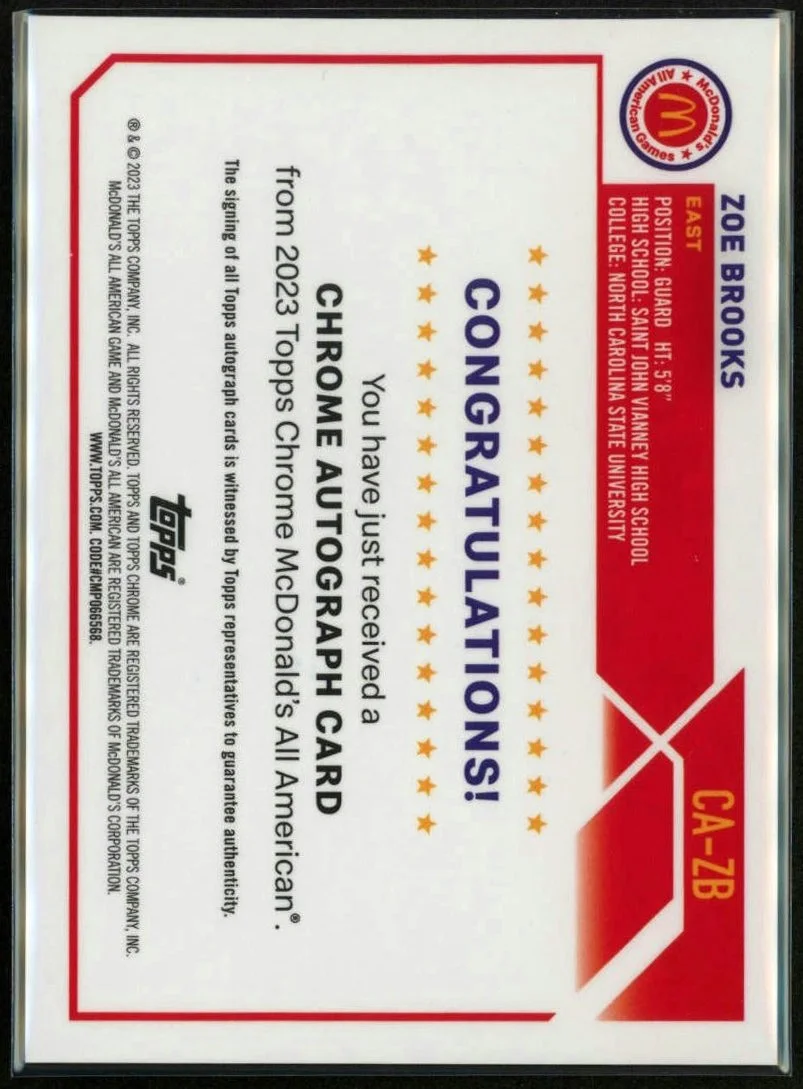 McDonald's
All American Games
ZOE BROOKS
EAST
POSITION: GUARD HT: 5'8"
HIGH SCHOOL: SAINT JOHN VIANNEY HIGH SCHOOL
COLLEGE: NORTH CAROLINA STATE UNIVERSITY
CA-ZB
CONGRATULATIONS!
You have just received a
CHROME AUTOGRAPH CARD
from 2023 Topps Chrome McDonald's All American®.
The signing of all Topps autograph cards is witnessed by Topps representatives to guarantee authenticity.
topps®
® & © 2023 THE TOPPS COMPANY, INC. ALL RIGHTS RESERVED. TOPPS AND TOPPS CHROME ARE REGISTERED TRADEMARKS OF THE TOPPS COMPANY, INC.
McDONALD'S ALL AMERICAN GAME AND McDONALD'S ALL AMERICAN ARE REGISTERED TRADEMARKS OF McDONALD'S CORPORATION.
WWW.TOPPS.COM. CODE#CMP066568.